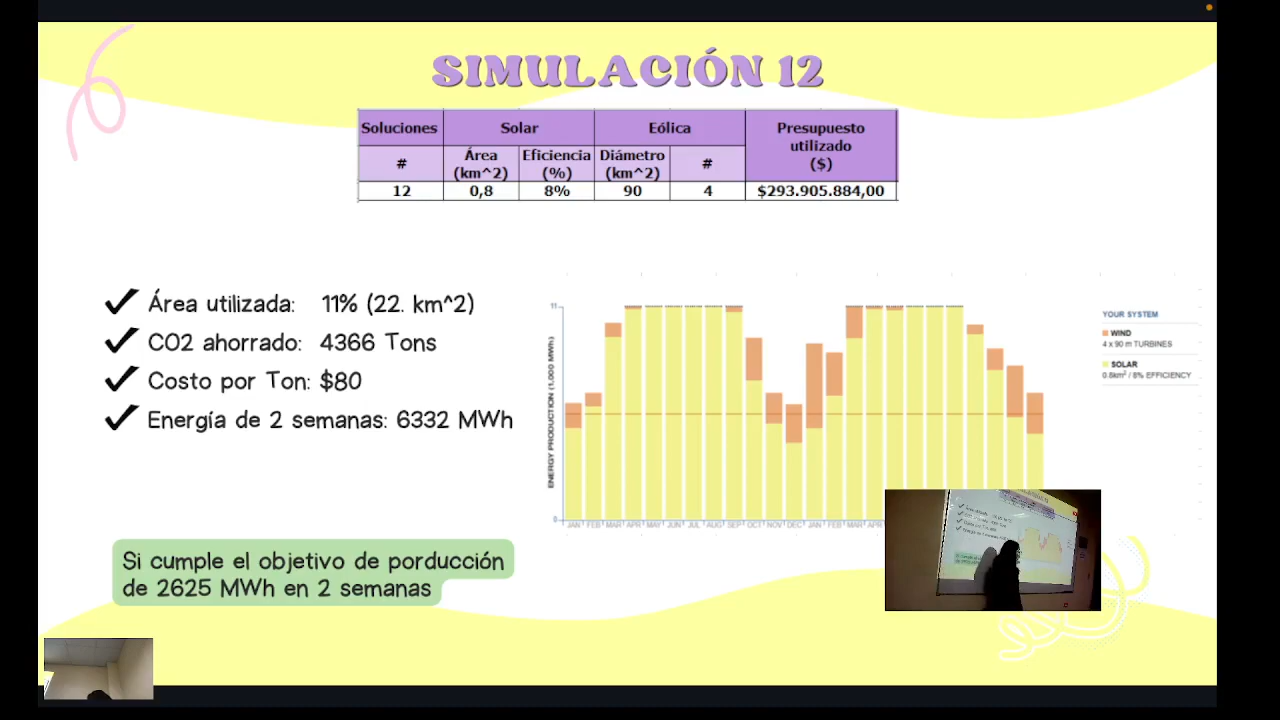 SIMULACIÓN 12
Soluciones Solar Eólica Presupuesto utilizado ($)
# Área (km^2) Eficiencia (%) Diámetro (km^2) #
12 0,8 8% 90 4 $293.905.884,00
Área utilizada: 11% (22. km^2)
CO2 ahorrado: 4366 Tons
Costo por Ton: $80
Energía de 2 semanas: 6332 MWh
Si cumple el objetivo de porducción
de 2625 MWh en 2 semanas
11
ENERGY PRODUCTION (1,000 MWh)
0
JAN FEB MAR APR MAY JUN JUL AUG SEP OCT NOV DEC JAN FEB MAR APR
YOUR SYSTEM
WIND
4 x 90 m TURBINES
SOLAR
0.8km² / 8% EFFICIENCY